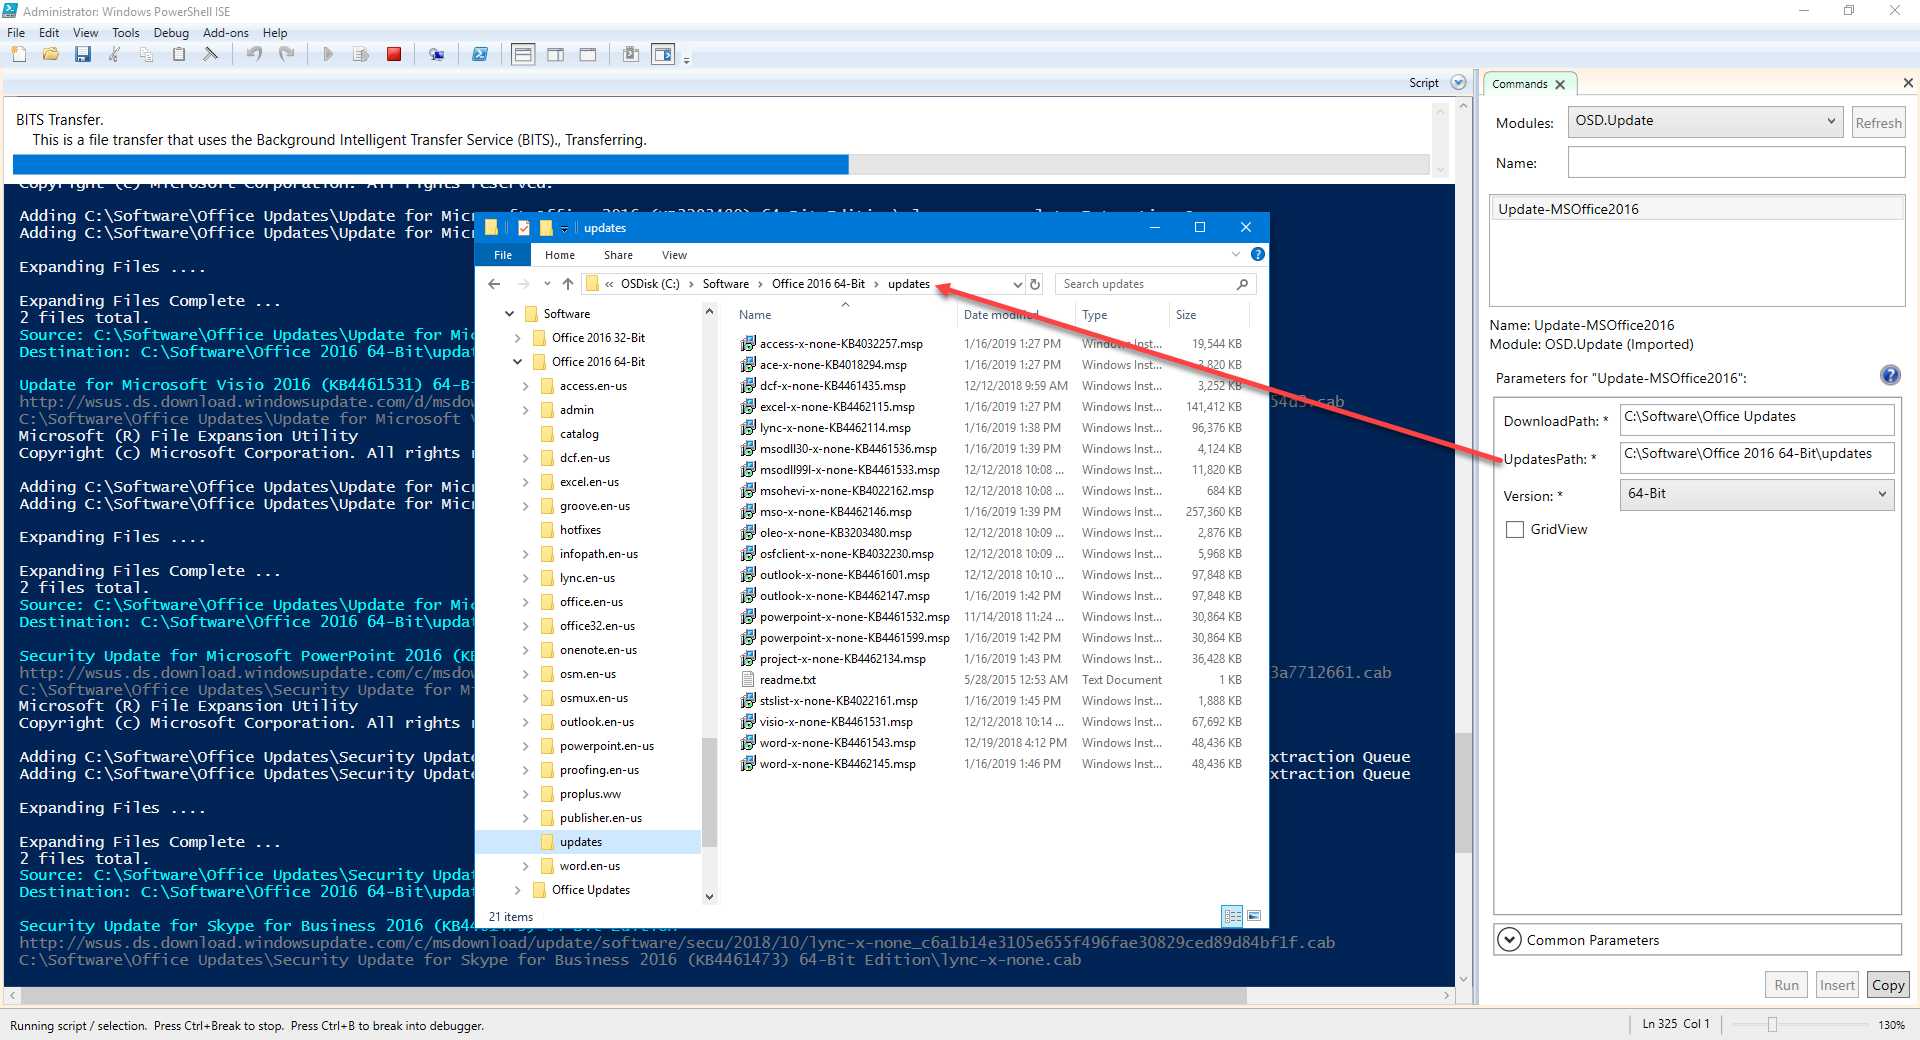 Administrator: Windows PowerShell ISE
File Edit View Tools Debug Add-ons Help
Script
BITS Transfer.
This is a file transfer that uses the Background Intelligent Transfer Service (BITS)., Transferring.
Copyright (c) Microsoft Corporation. All rights reserved.
Adding C:\Software\Office Updates\Update for Mic
Adding C:\Software\Office Updates\Update for Mic
Expanding Files ....
Expanding Files Complete ...
2 files total.
Source: C:\Software\Office Updates\Update for Mic
Destination: C:\Software\Office 2016 64-Bit\updat
Update for Microsoft Visio 2016 (KB4461531) 64-Bi
http://wsus.ds.download.windowsupdate.com/d/msdow
54d3.cab
C:\Software\Office Updates\Update for Microsoft V
Microsoft (R) File Expansion Utility
Copyright (c) Microsoft Corporation. All rights r
Adding C:\Software\Office Updates\Update for Mic
Adding C:\Software\Office Updates\Update for Mic
Expanding Files ....
Expanding Files Complete ...
2 files total.
Source: C:\Software\Office Updates\Update for Mic
Destination: C:\Software\Office 2016 64-Bit\updat
Security Update for Microsoft PowerPoint 2016 (KB
http://wsus.ds.download.windowsupdate.com/c/msdow
3a7712661.cab
C:\Software\Office Updates\Security Update for Mi
Microsoft (R) File Expansion Utility
Copyright (c) Microsoft Corporation. All rights r
Adding C:\Software\Office Updates\Security Updat
xtraction Queue
Adding C:\Software\Office Updates\Security Updat
xtraction Queue
Expanding Files ....
Expanding Files Complete ...
2 files total.
Source: C:\Software\Office Updates\Security Updat
Destination: C:\Software\Office 2016 64-Bit\updat
Security Update for Skype for Business 2016 (KB4461473) 64-Bit Edition
http://wsus.ds.download.windowsupdate.com/c/msdownload/update/software/secu/2018/10/lync-x-none_c6a1b14e3105e655f496fae30829ced89d84bf1f.cab
C:\Software\Office Updates\Security Update for Skype for Business 2016 (KB4461473) 64-Bit Edition\lync-x-none.cab
updates
File Home Share View
« OSDisk (C:) › Software › Office 2016 64-Bit › updates
Search updates
Software
Office 2016 32-Bit
Office 2016 64-Bit
access.en-us
admin
catalog
dcf.en-us
excel.en-us
groove.en-us
hotfixes
infopath.en-us
lync.en-us
office.en-us
office32.en-us
onenote.en-us
osm.en-us
osmux.en-us
outlook.en-us
powerpoint.en-us
proofing.en-us
proplus.ww
publisher.en-us
updates
word.en-us
Office Updates
Name Date modified Type Size
access-x-none-KB4032257.msp 1/16/2019 1:27 PM Windows Inst... 19,544 KB
ace-x-none-KB4018294.msp 1/16/2019 1:27 PM Windows Inst... 3,820 KB
dcf-x-none-KB4461435.msp 12/12/2018 9:59 AM Windows Inst... 3,252 KB
excel-x-none-KB4462115.msp 1/16/2019 1:27 PM Windows Inst... 141,412 KB
lync-x-none-KB4462114.msp 1/16/2019 1:38 PM Windows Inst... 96,376 KB
msodll30-x-none-KB4461536.msp 1/16/2019 1:39 PM Windows Inst... 4,124 KB
msodll99l-x-none-KB4461533.msp 12/12/2018 10:08 ... Windows Inst... 11,820 KB
msohevi-x-none-KB4022162.msp 12/12/2018 10:08 ... Windows Inst... 684 KB
mso-x-none-KB4462146.msp 1/16/2019 1:39 PM Windows Inst... 257,360 KB
oleo-x-none-KB3203480.msp 12/12/2018 10:09 ... Windows Inst... 2,876 KB
osfclient-x-none-KB4032230.msp 12/12/2018 10:09 ... Windows Inst... 5,968 KB
outlook-x-none-KB4461601.msp 12/12/2018 10:10 ... Windows Inst... 97,848 KB
outlook-x-none-KB4462147.msp 1/16/2019 1:42 PM Windows Inst... 97,848 KB
powerpoint-x-none-KB4461532.msp 11/14/2018 11:24 ... Windows Inst... 30,864 KB
powerpoint-x-none-KB4461599.msp 1/16/2019 1:42 PM Windows Inst... 30,864 KB
project-x-none-KB4462134.msp 1/16/2019 1:43 PM Windows Inst... 36,428 KB
readme.txt 5/28/2015 12:53 AM Text Document 1 KB
stslist-x-none-KB4022161.msp 1/16/2019 1:45 PM Windows Inst... 1,888 KB
visio-x-none-KB4461531.msp 12/12/2018 10:14 ... Windows Inst... 67,692 KB
word-x-none-KB4461543.msp 12/19/2018 4:12 PM Windows Inst... 48,436 KB
word-x-none-KB4462145.msp 1/16/2019 1:46 PM Windows Inst... 48,436 KB
21 items
Commands
Modules: OSD.Update Refresh
Name:
Update-MSOffice2016
Name: Update-MSOffice2016
Module: OSD.Update (Imported)
Parameters for "Update-MSOffice2016":
DownloadPath: * C:\Software\Office Updates
UpdatesPath: * C:\Software\Office 2016 64-Bit\updates
Version: * 64-Bit
GridView
Common Parameters
Run Insert Copy
Running script / selection. Press Ctrl+Break to stop. Press Ctrl+B to break into debugger.
Ln 325 Col 1
130%